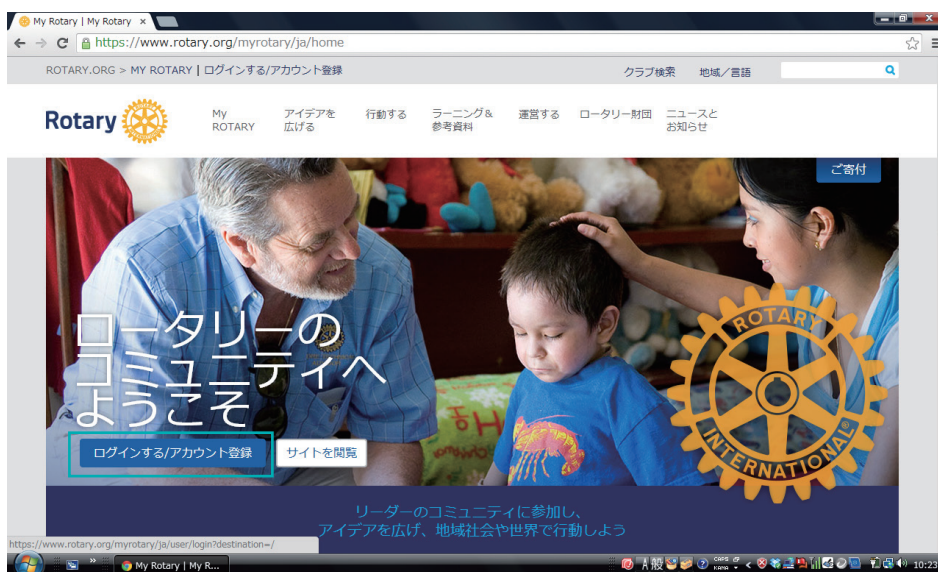 My Rotary | My Rotary
https://www.rotary.org/myrotary/ja/home
ROTARY.ORG > MY ROTARY | ログインする/アカウント登録
クラブ検索 地域/言語
Rotary
My ROTARY
アイデアを
広げる
行動する
ラーニング&
参考資料
運営する
ロータリー財団
ニュースと
お知らせ
ご寄付
ロータリーの
コミュニティへ
ようこそ
ROTARY
INTERNATIONAL
ログインする/アカウント登録
サイトを閲覧
リーダーのコミュニティに参加し、
アイデアを広げ、地域社会や世界で行動しよう
https://www.rotary.org/myrotary/ja/user/login?destination=/
My Rotary | My R...
A 般
CAPS
KANA
10:23